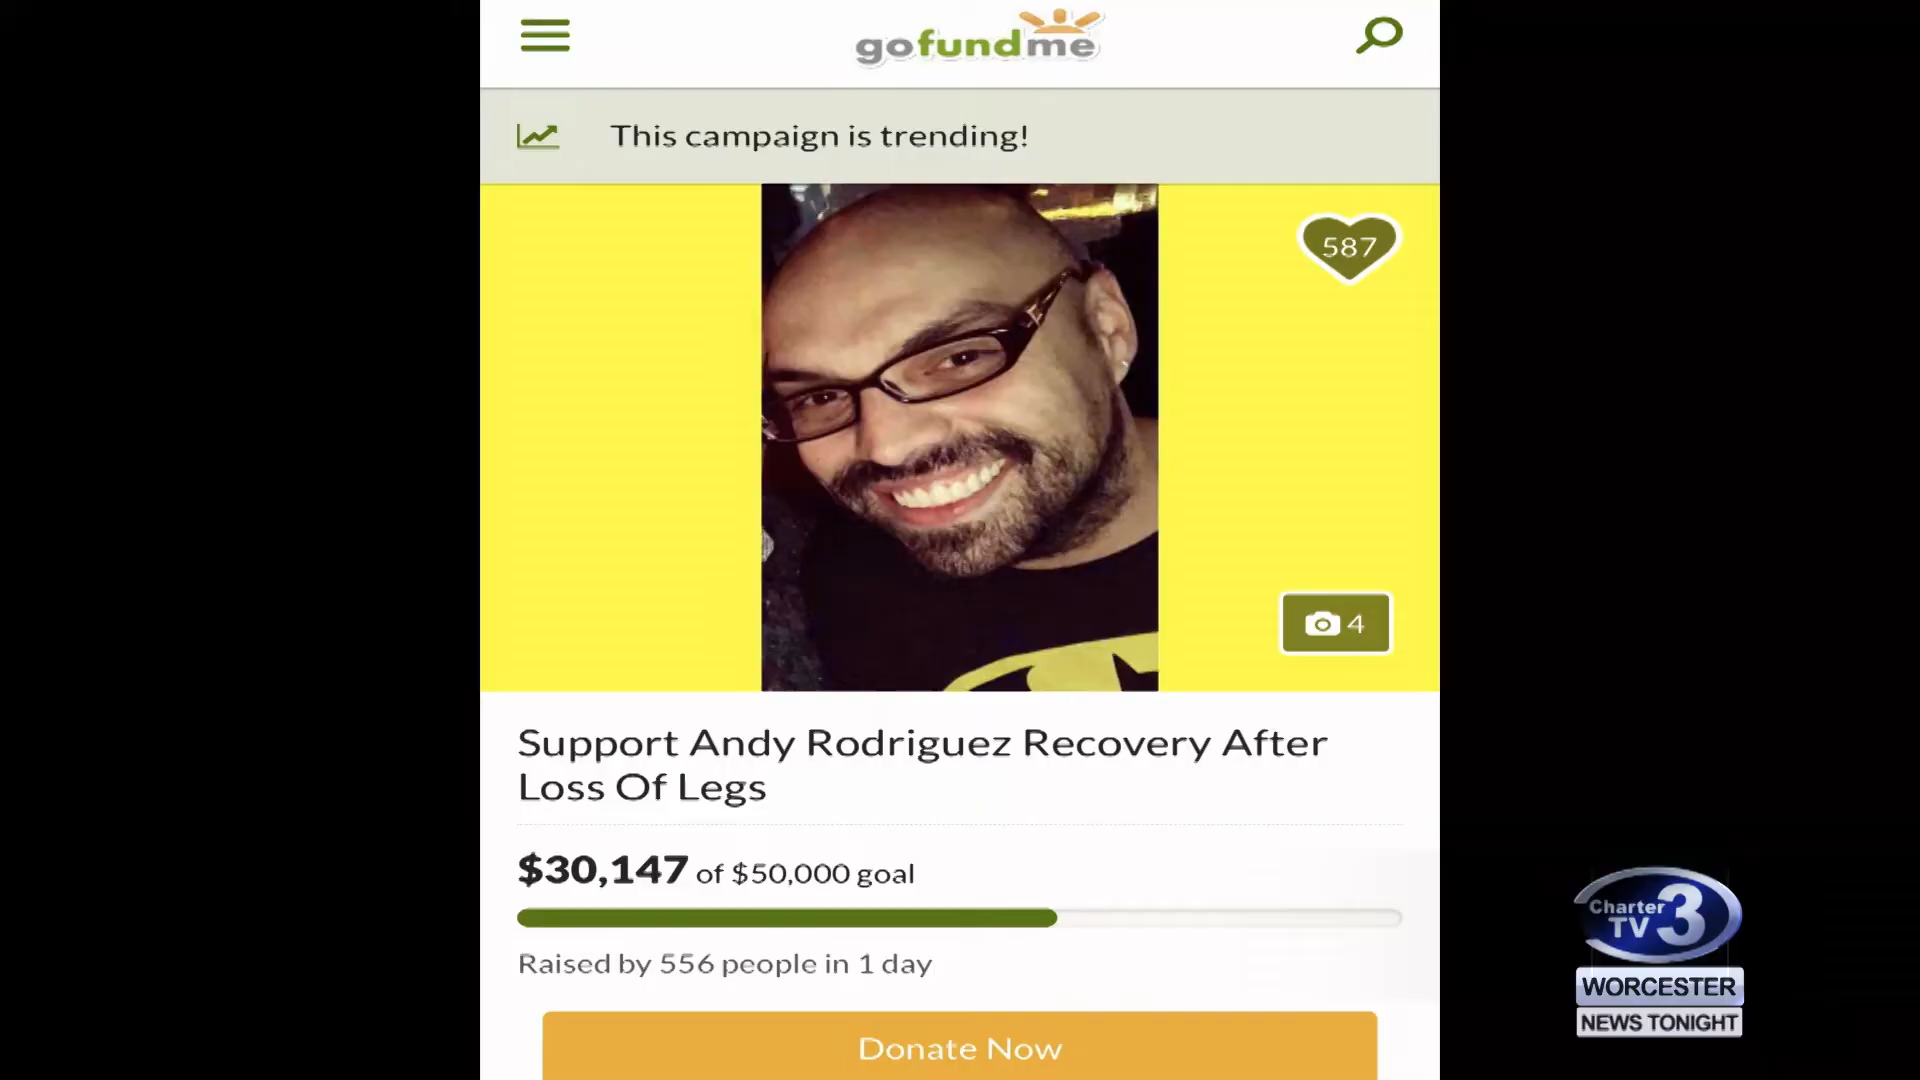 gofundme
This campaign is trending!
587
4
Support Andy Rodriguez Recovery After
Loss Of Legs
$30,147 of $50,000 goal
Raised by 556 people in 1 day
Donate Now
Charter
TV 3
WORCESTER
NEWS TONIGHT